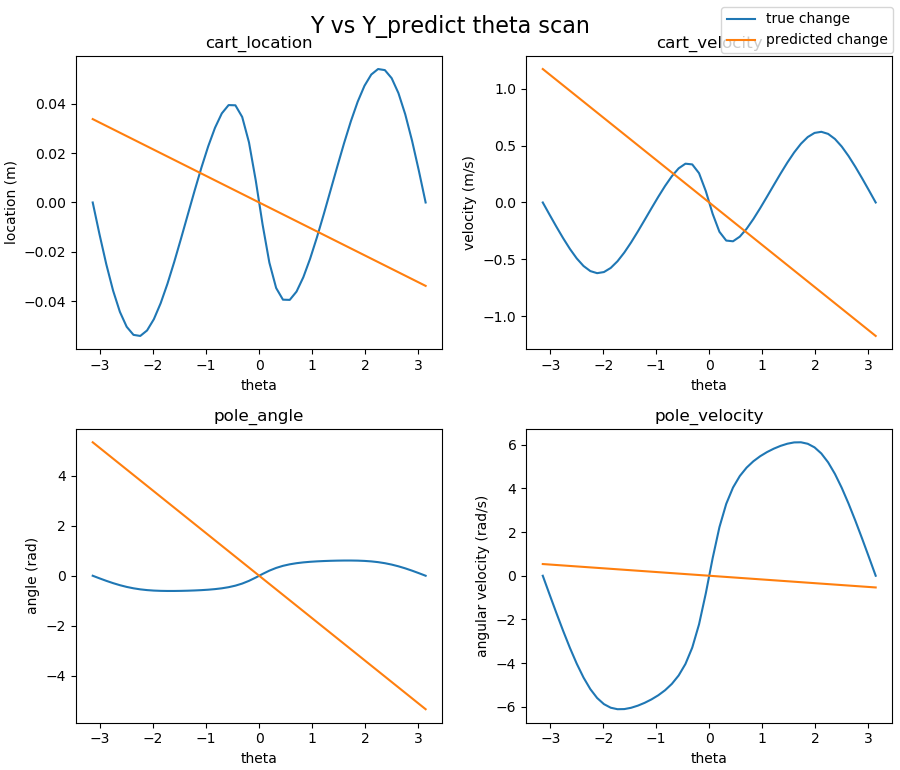 Y vs Y_predict theta scan
true change
predicted change
cart_location
0.04
0.02
0.00
−0.02
−0.04
location (m)
−3 −2 −1 0 1 2 3
theta
cart_velocity
1.0
0.5
0.0
−0.5
−1.0
velocity (m/s)
−3 −2 −1 0 1 2 3
theta
pole_angle
4
2
0
−2
−4
angle (rad)
−3 −2 −1 0 1 2 3
theta
pole_velocity
6
4
2
0
−2
−4
−6
angular velocity (rad/s)
−3 −2 −1 0 1 2 3
theta